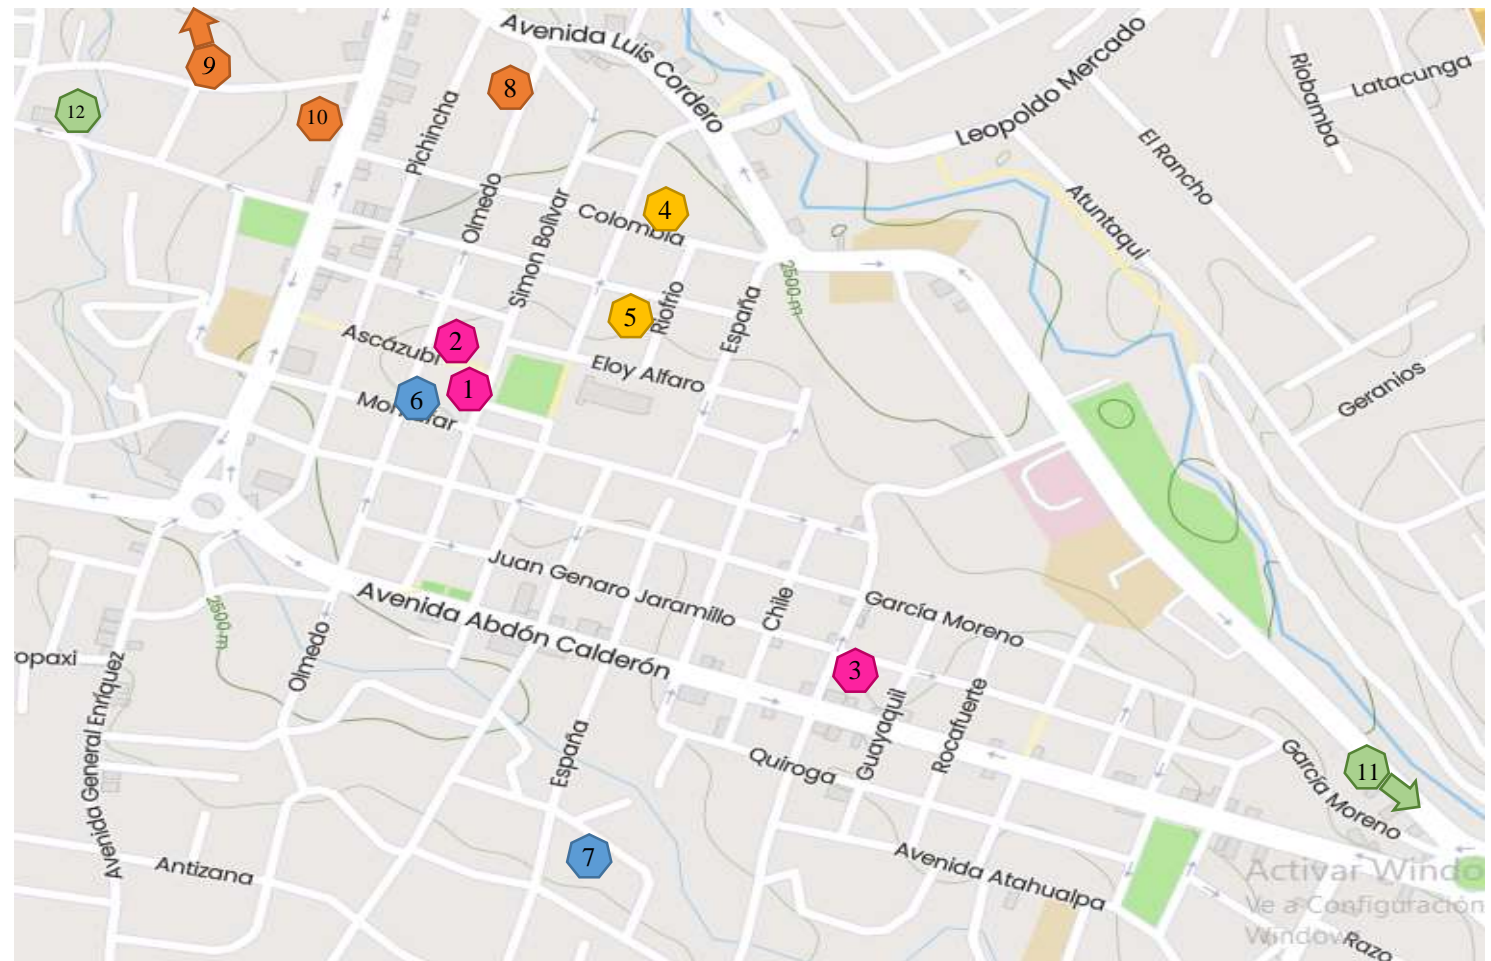 Avenida Luis Cordero
Leopoldo Mercado
Riobamba
Latacunga
9
8
12
10
Pichincha
El Rancho
Atuntaqui
Olmedo
Simon Bolívar
4
Colombia
2500 m
5
Riofrio
España
Ascázubi
2
Eloy Alfaro
1
6
Geranios
Juan Genaro Jaramillo
Chile
García Moreno
Avenida Abdón Calderón
Olmedo
2500 m
opaxi
Avenida General Enríquez
3
Guayaquil
Rocafuerte
España
Quiroga
García Moreno
11
7
Antizana
Avenida Atahualpa
Activar Windo
Ve a Configuración
Windows
Razo